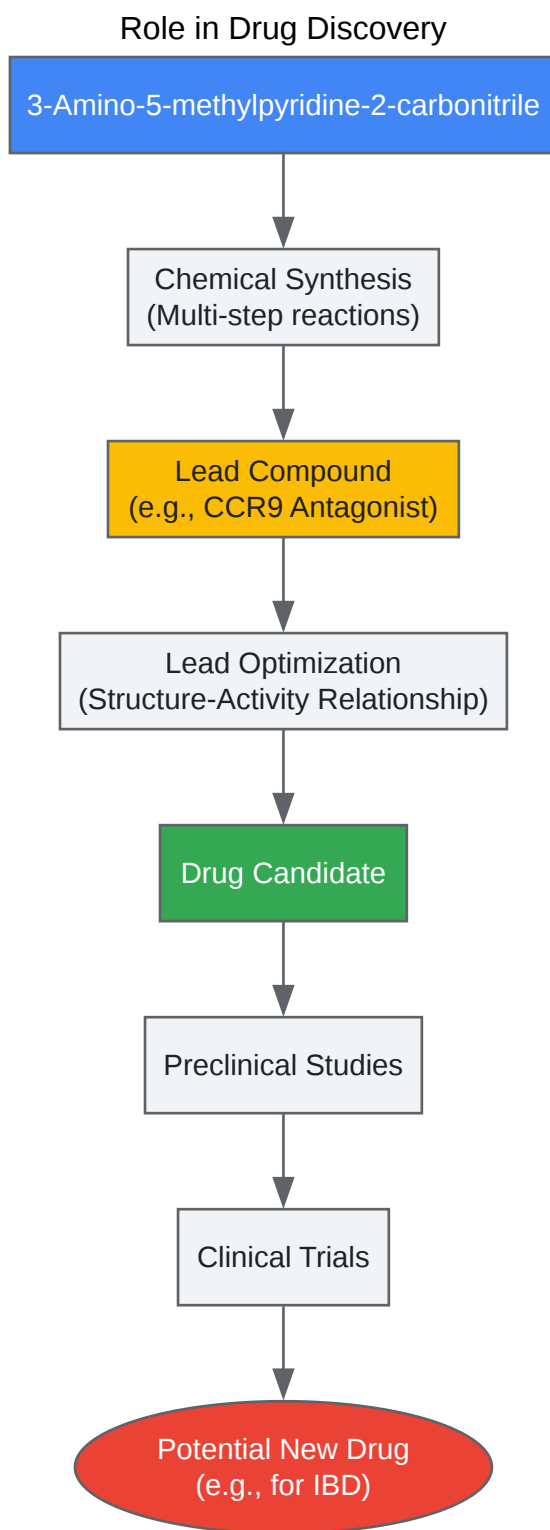 Role in Drug Discovery
3-Amino-5-methylpyridine-2-carbonitrile
Chemical Synthesis
(Multi-step reactions)
Lead Compound
(e.g., CCR9 Antagonist)
Lead Optimization
(Structure-Activity Relationship)
Drug Candidate
Preclinical Studies
Clinical Trials
Potential New Drug
(e.g., for IBD)